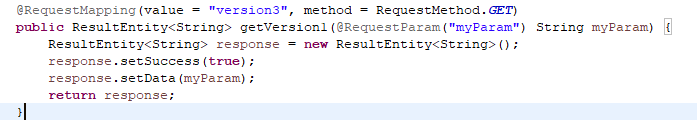 @RequestMapping(value = "version3", method = RequestMethod.GET)
public ResultEntity<String> getVersion1(@RequestParam("myParam") String myParam) {
ResultEntity<String> response = new ResultEntity<String>();
response.setSuccess(true);
response.setData(myParam);
return response;
}